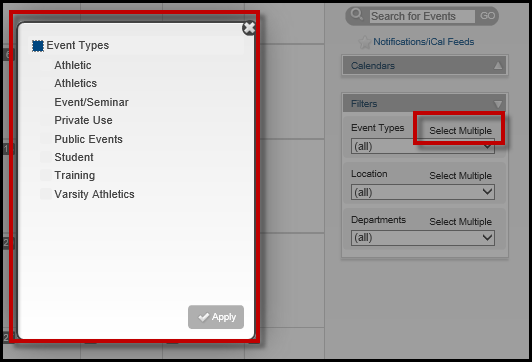 Event Types
Athletic
Athletics
Event/Seminar
Private Use
Public Events
Student
Training
Varsity Athletics
Apply
Search for Events
GO
Notifications/iCal Feeds
Calendars
Filters
Event Types Select Multiple
(all)
Location Select Multiple
(all)
Departments Select Multiple
(all)